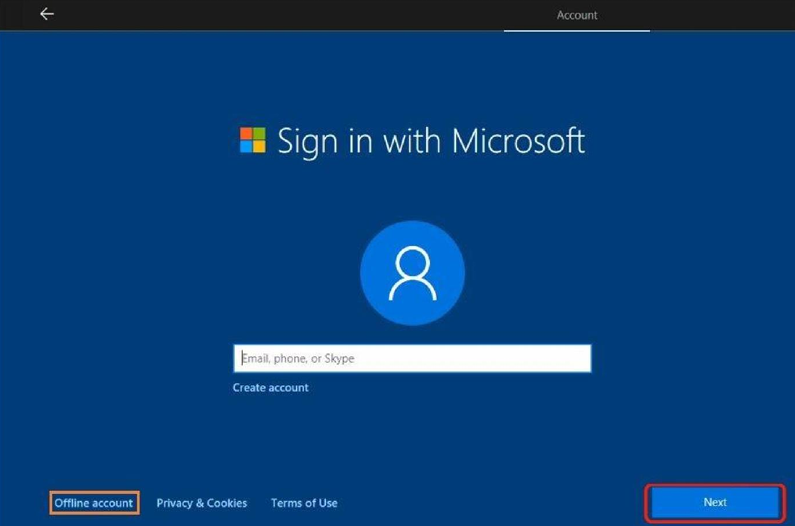 Account
Sign in with Microsoft
Email, phone, or Skype
Create account
Offline account Privacy & Cookies Terms of Use Next